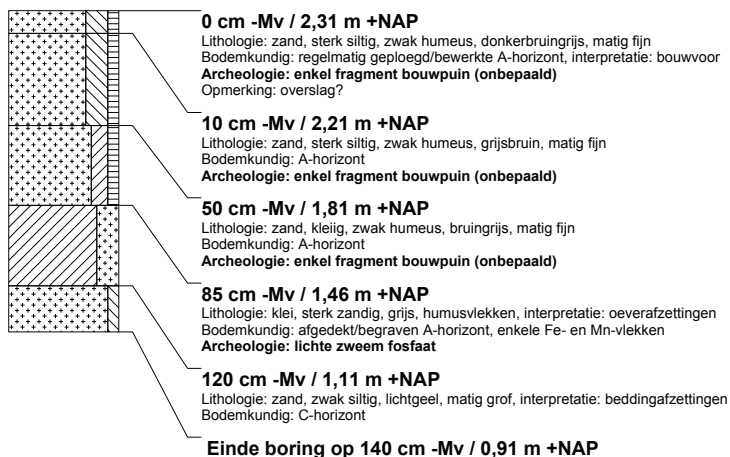 0 cm -Mv / 2,31 m +NAP
Lithologie: zand, sterk siltig, zwak humeus, donkerbruingrijs, matig fijn
Bodemkundig: regelmatig geploegd/bewerkte A-horizont, interpretatie: bouwvoor
Archeologie: enkel fragment bouwpuin (onbepaald)
Opmerking: overslag?
10 cm -Mv / 2,21 m +NAP
Lithologie: zand, sterk siltig, zwak humeus, grijsbruin, matig fijn
Bodemkundig: A-horizont
Archeologie: enkel fragment bouwpuin (onbepaald)
50 cm -Mv / 1,81 m +NAP
Lithologie: zand, kleiig, zwak humeus, bruingrijs, matig fijn
Bodemkundig: A-horizont
Archeologie: enkel fragment bouwpuin (onbepaald)
85 cm -Mv / 1,46 m +NAP
Lithologie: klei, sterk zandig, grijs, humusvlekken, interpretatie: oeverafzettingen
Bodemkundig: afgedekt/begraven A-horizont, enkele Fe- en Mn-vlekken
Archeologie: lichte zweem fosfaat
120 cm -Mv / 1,11 m +NAP
Lithologie: zand, zwak siltig, lichtgeel, matig grof, interpretatie: beddingafzettingen
Bodemkundig: C-horizont
Einde boring op 140 cm -Mv / 0,91 m +NAP